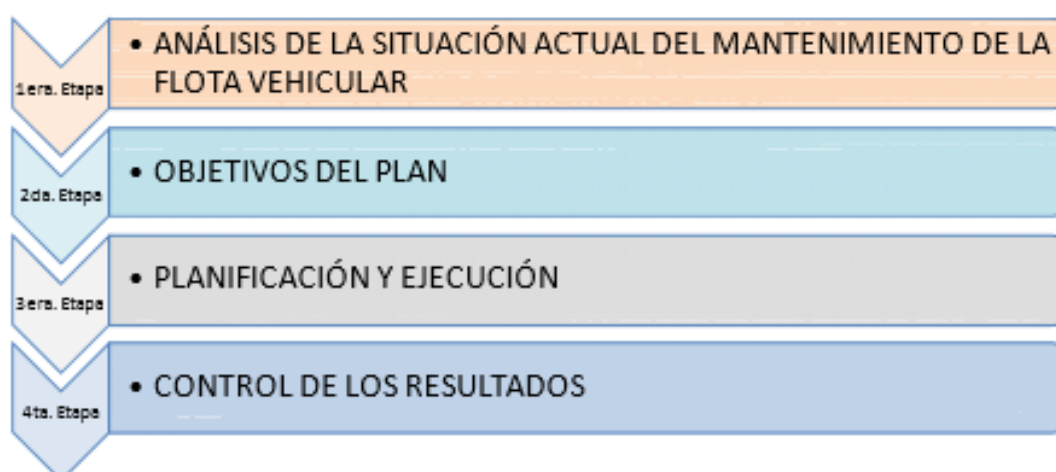 1era. Etapa
• ANÁLISIS DE LA SITUACIÓN ACTUAL DEL MANTENIMIENTO DE LA
FLOTA VEHICULAR
2da. Etapa
• OBJETIVOS DEL PLAN
3era. Etapa
• PLANIFICACIÓN Y EJECUCIÓN
4ta. Etapa
• CONTROL DE LOS RESULTADOS